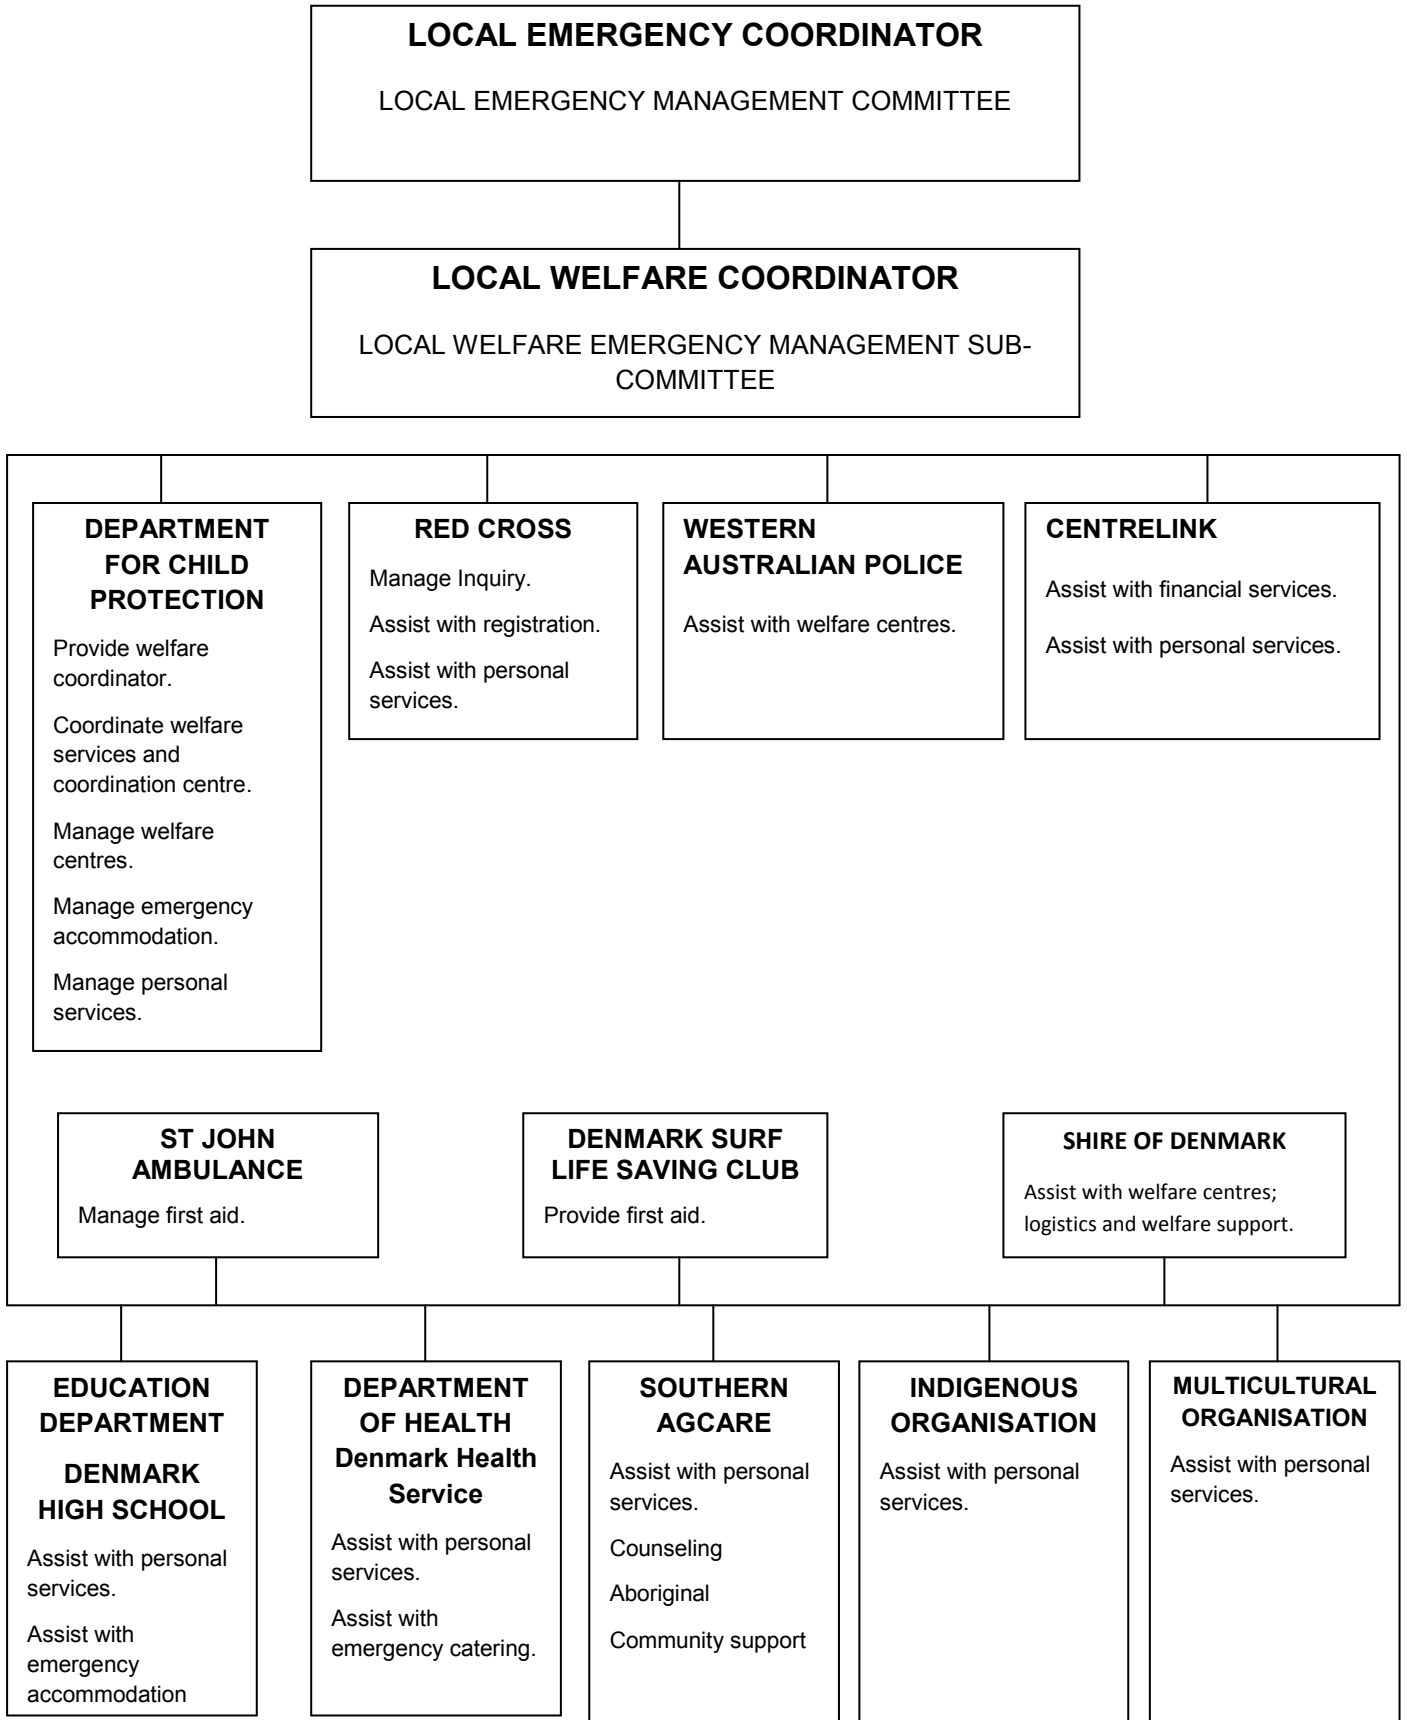 LOCAL EMERGENCY COORDINATOR
LOCAL EMERGENCY MANAGEMENT COMMITTEE
LOCAL WELFARE COORDINATOR
LOCAL WELFARE EMERGENCY MANAGEMENT SUB-
COMMITTEE
DEPARTMENT
FOR CHILD
PROTECTION
Provide welfare
coordinator.
Coordinate welfare
services and
coordination centre.
Manage welfare
centres.
Manage emergency
accommodation.
Manage personal
services.
RED CROSS
Manage Inquiry.
Assist with registration.
Assist with personal
services.
WESTERN
AUSTRALIAN POLICE
Assist with welfare centres.
CENTRELINK
Assist with financial services.
Assist with personal services.
ST JOHN
AMBULANCE
Manage first aid.
DENMARK SURF
LIFE SAVING CLUB
Provide first aid.
SHIRE OF DENMARK
Assist with welfare centres;
logistics and welfare support.
EDUCATION
DEPARTMENT
DENMARK
HIGH SCHOOL
Assist with personal
services.
Assist with
emergency
accommodation
DEPARTMENT
OF HEALTH
Denmark Health
Service
Assist with personal
services.
Assist with
emergency catering.
SOUTHERN
AGCARE
Assist with personal
services.
Counseling
Aboriginal
Community support
INDIGENOUS
ORGANISATION
Assist with personal
services.
MULTICULTURAL
ORGANISATION
Assist with personal
services.